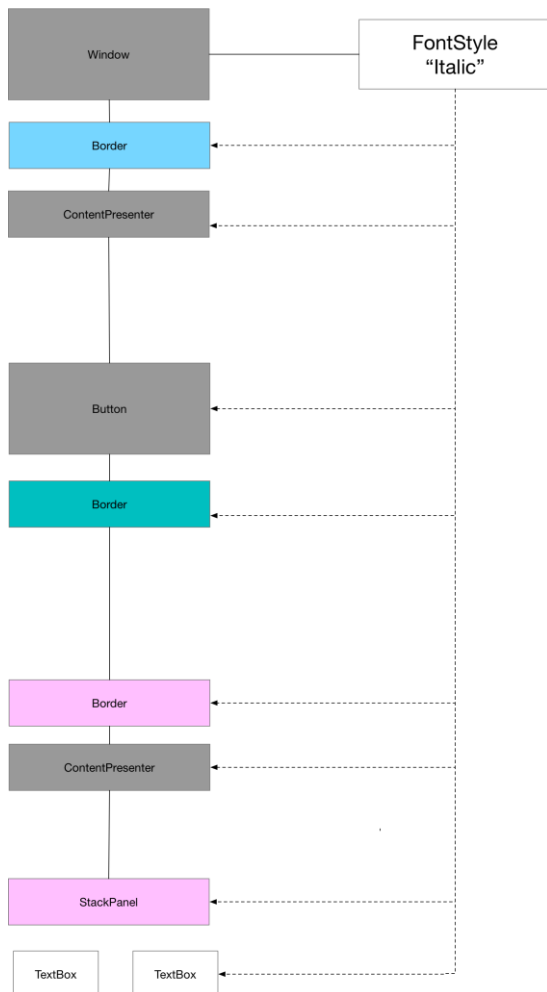 Window
FontStyle
“Italic”
Border
ContentPresenter
Button
Border
Border
ContentPresenter
StackPanel
TextBox
TextBox